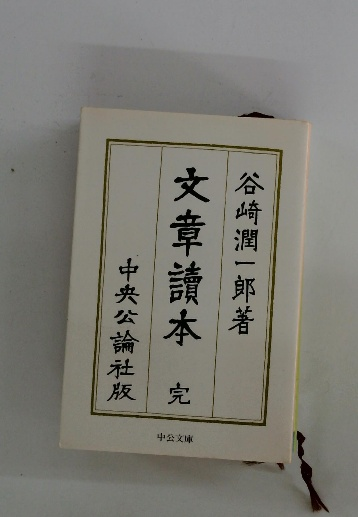 谷崎潤一郎著
文章讀本 完
中央公論社版
中公文庫